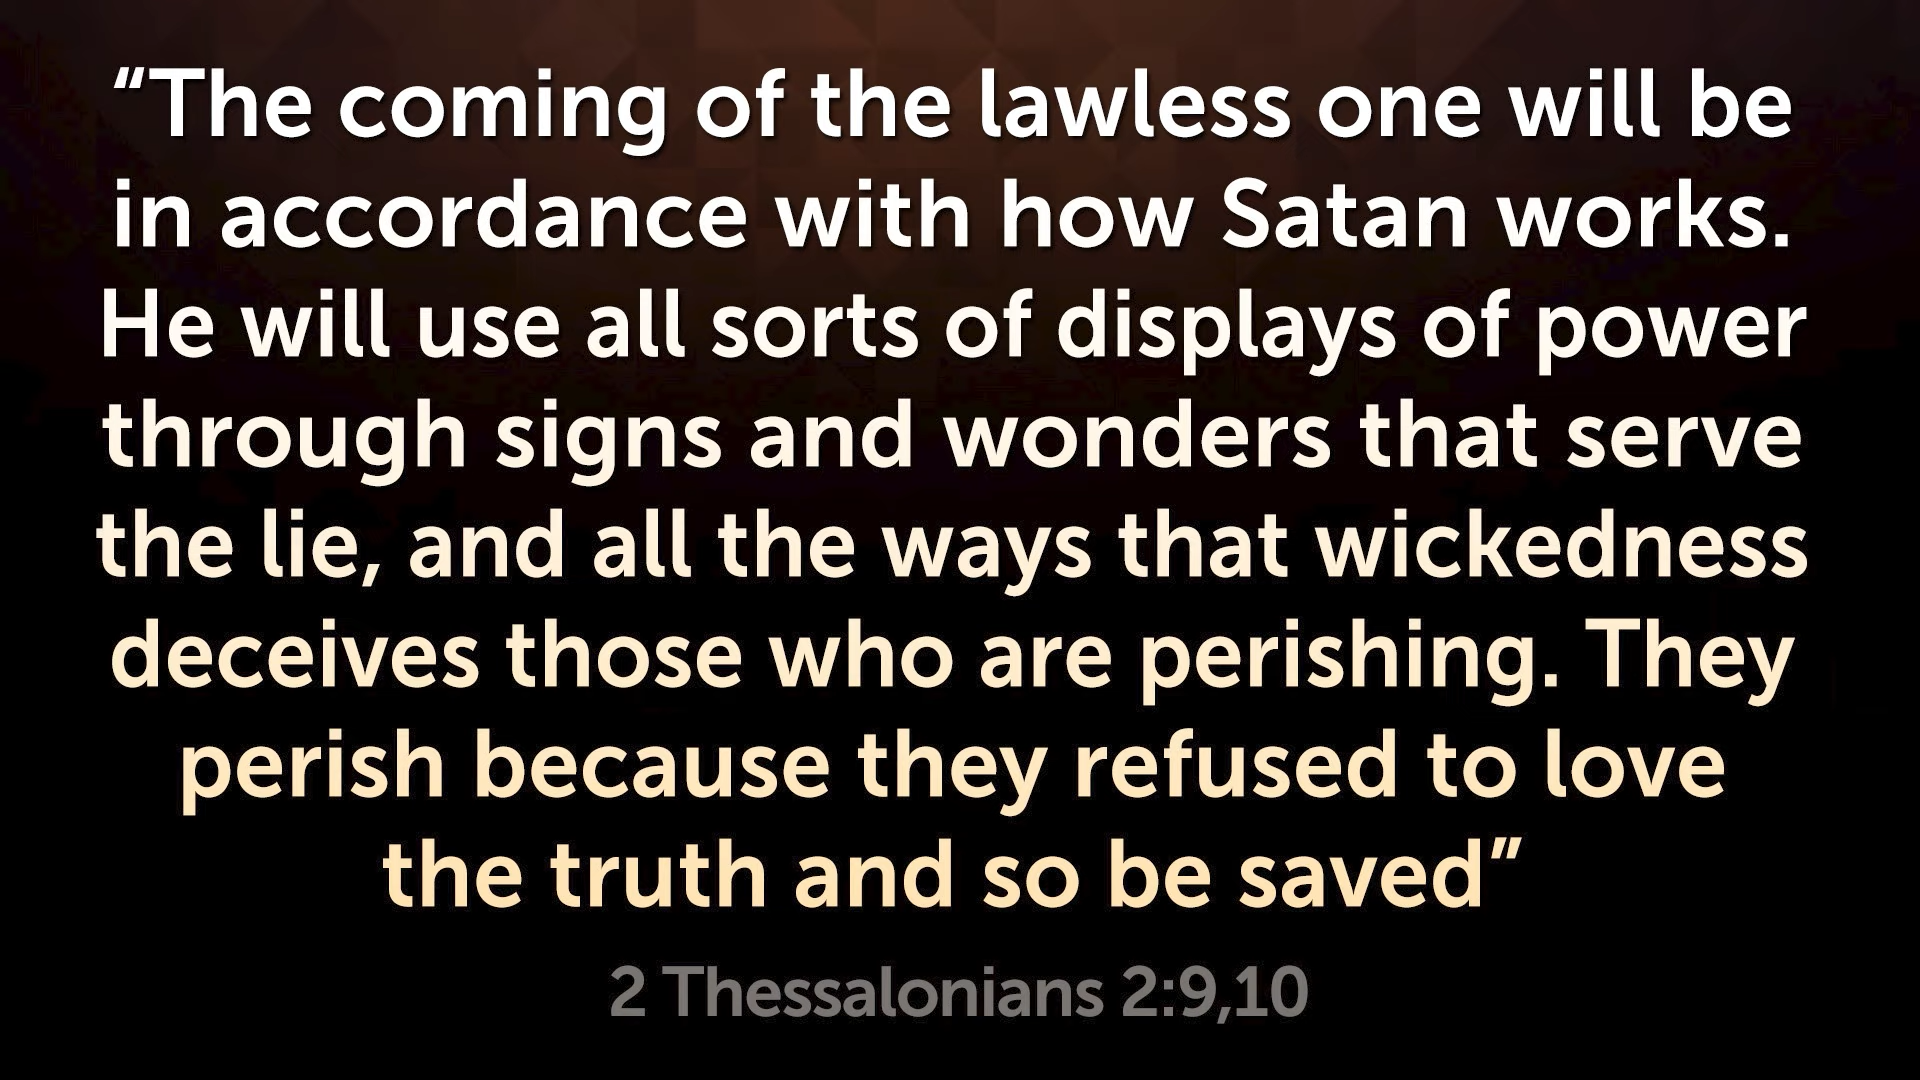 “The coming of the lawless one will be
in accordance with how Satan works.
He will use all sorts of displays of power
through signs and wonders that serve
the lie, and all the ways that wickedness
deceives those who are perishing. They
perish because they refused to love
the truth and so be saved”
2 Thessalonians 2:9,10